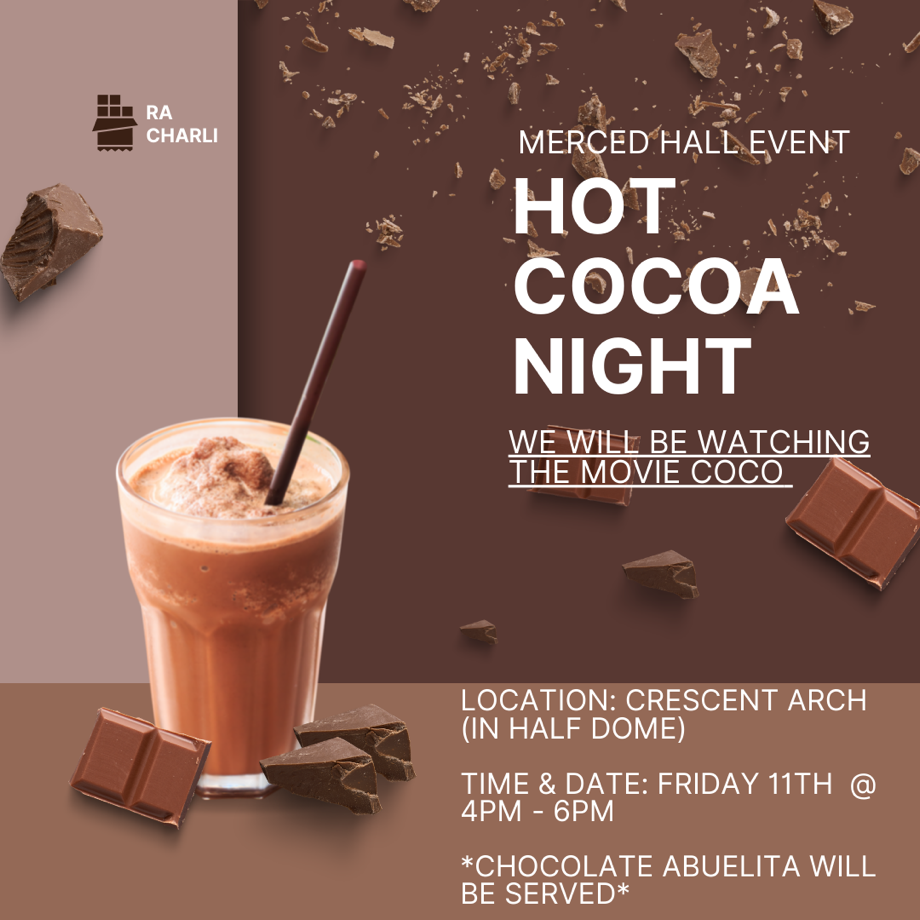 RA
CHARLI
MERCED HALL EVENT
HOT
COCOA
NIGHT
WE WILL BE WATCHING
THE MOVIE COCO
LOCATION: CRESCENT ARCH
(IN HALF DOME)
TIME & DATE: FRIDAY 11TH @
4PM - 6PM
*CHOCOLATE ABUELITA WILL
BE SERVED*